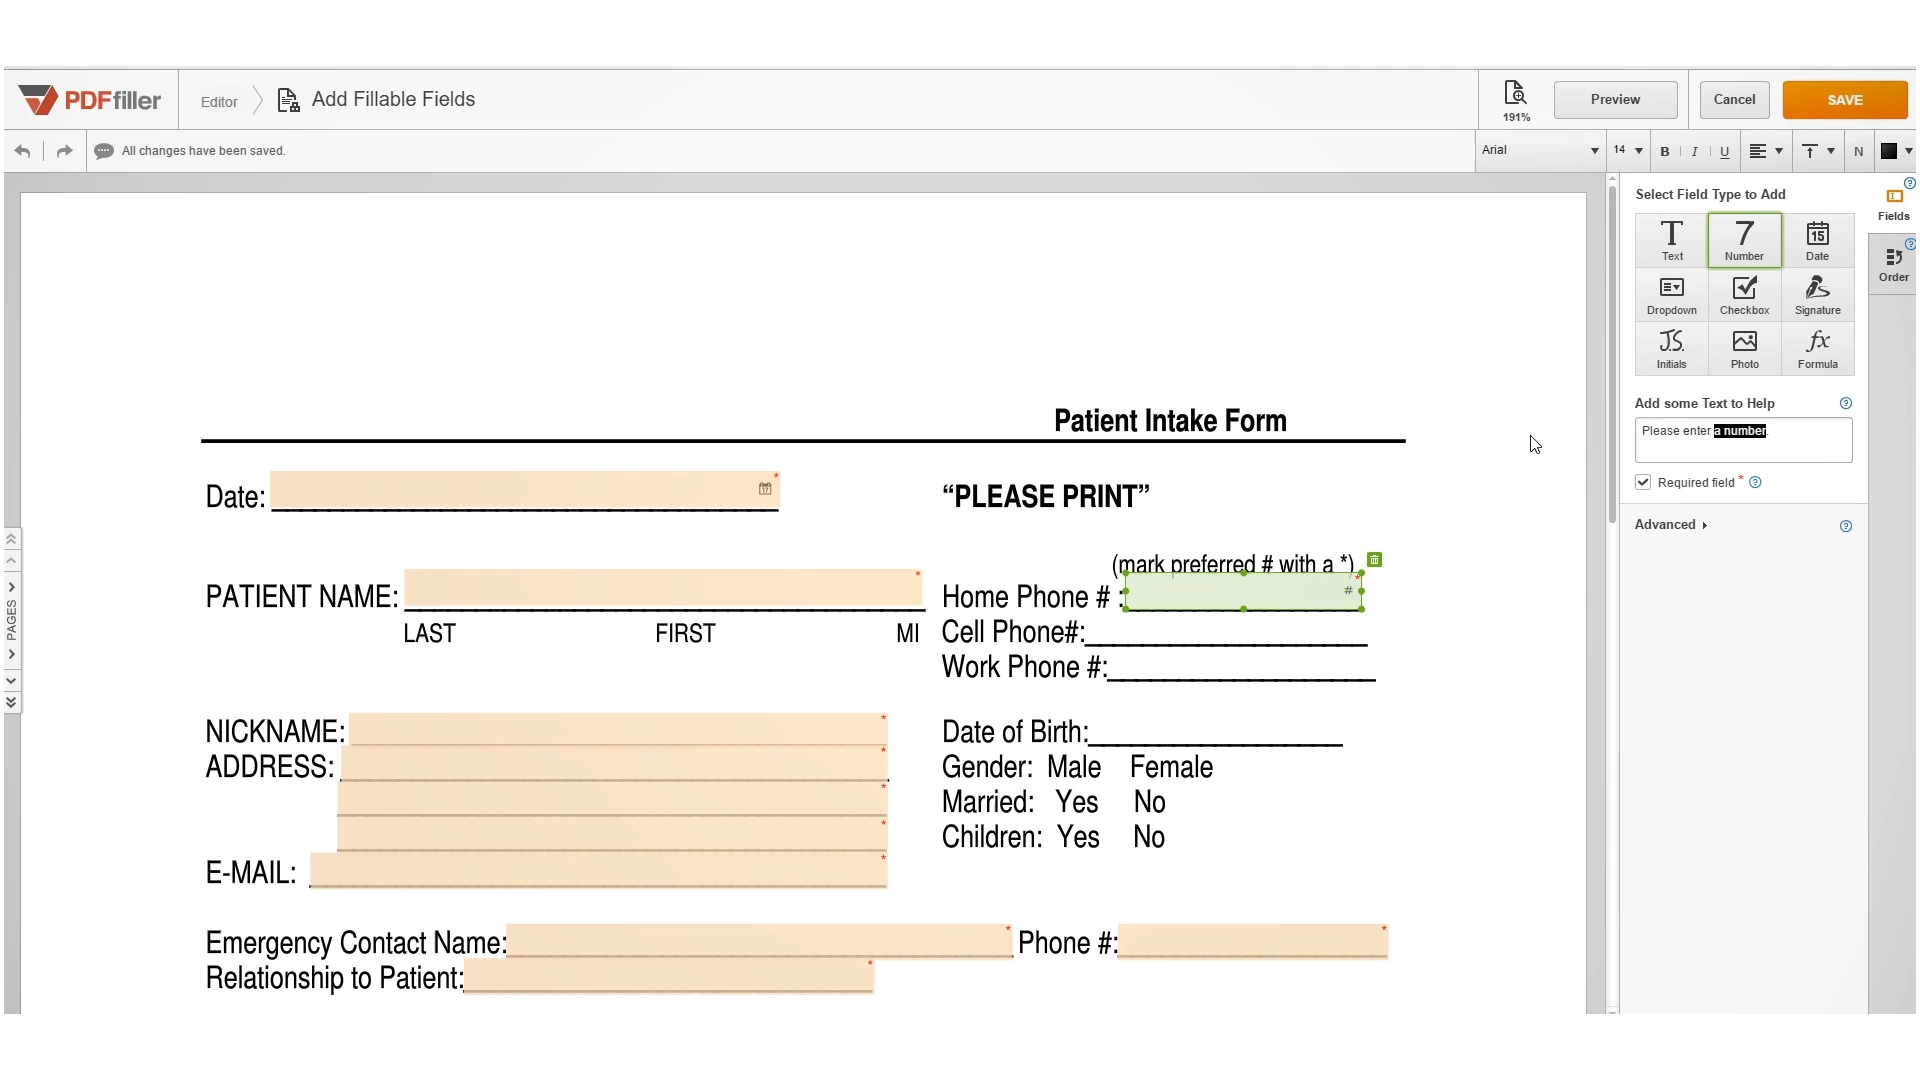 PDFfiller
Editor
Add Fillable Fields
191%
Preview
Cancel
SAVE
All changes have been saved.
Arial
14
B
I
U
N
Select Field Type to Add
Fields
T
Text
7
Number
15
Date
Order
Dropdown
Checkbox
Signature
J.S.
Initials
Photo
fx
Formula
Add some Text to Help
Please enter a number.
Required field *
Advanced
PAGES
Patient Intake Form
Date:
17
*
“PLEASE PRINT”
(mark preferred # with a *)
PATIENT NAME:
*
Home Phone # :
#
*
LAST FIRST MI
Cell Phone#:
Work Phone #:
NICKNAME:
*
Date of Birth:
ADDRESS:
*
Gender: Male Female
*
Married: Yes No
*
Children: Yes No
E-MAIL:
*
Emergency Contact Name:
*
Phone #:
*
Relationship to Patient:
*